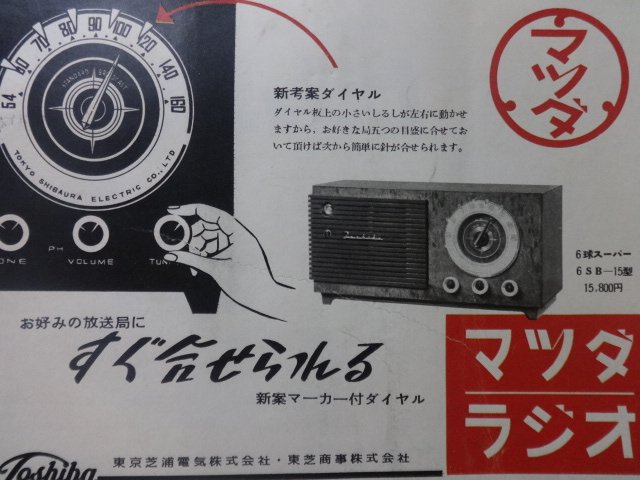 54 60 70 80 90 100 120 140 160
STANDARD BROADCAST
TOKYO SHIBAURA ELECTRIC CO., LTD
PH
VOLUME
新考案ダイヤル
ダイヤル板上の小さいしるしが左右に動かせ
ますから、お好きな局五つの目盛に合せてお
いて頂けば次から簡単に針が合せられます。
マツダ
Toshiba
6球スーパー
6SB—15型
15,800円
お好みの放送局に
すぐ合せられる
新案マーカー付ダイヤル
マツダ
ラジオ
Toshiba
東京芝浦電気株式会社・東芝商事株式会社